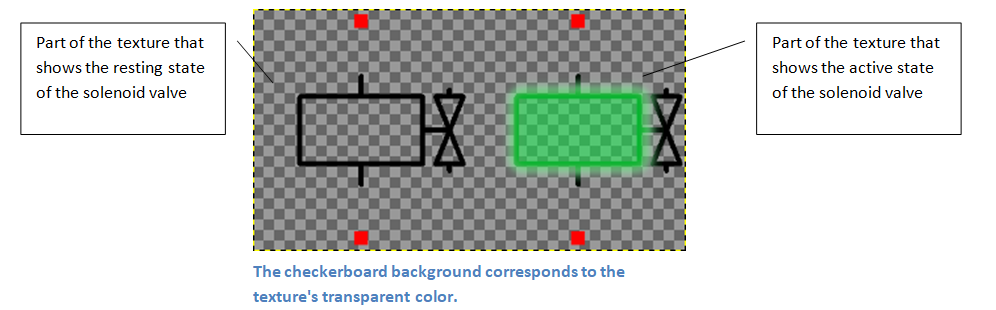 Part of the texture that
shows the resting state
of the solenoid valve
Part of the texture that
shows the active state
of the solenoid valve
The checkerboard background corresponds to the
texture's transparent color.